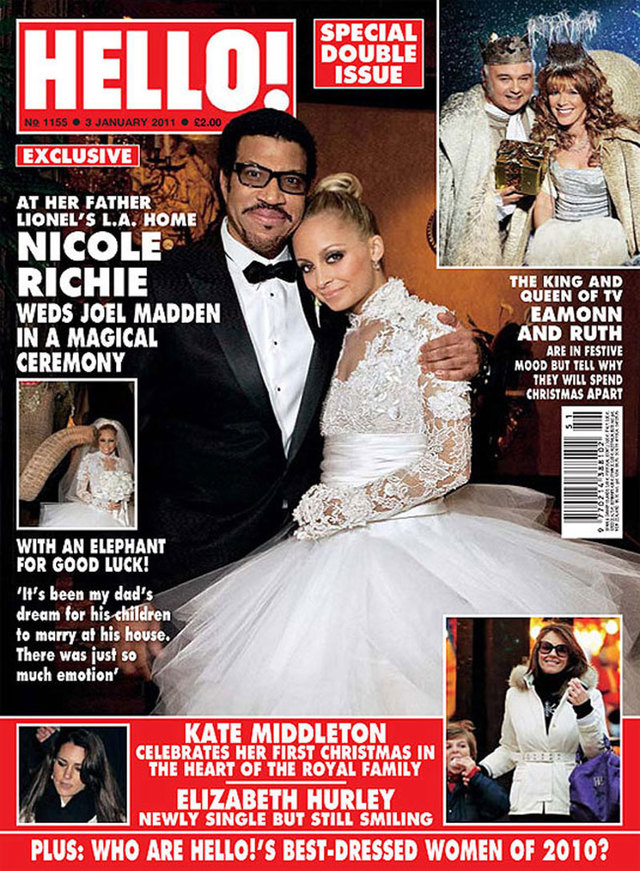 HELLO!
No 1155 • 3 JANUARY 2011 • £2.00
SPECIAL
DOUBLE
ISSUE
EXCLUSIVE
AT HER FATHER
LIONEL'S L.A. HOME
NICOLE
RICHIE
WEDS JOEL MADDEN
IN A MAGICAL
CEREMONY
WITH AN ELEPHANT
FOR GOOD LUCK!
'It's been my dad's
dream for his children
to marry at his house.
There was just so
much emotion'
THE KING AND
QUEEN OF TV
EAMONN
AND RUTH
ARE IN FESTIVE
MOOD BUT TELL WHY
THEY WILL SPEND
CHRISTMAS APART
51
9 770214 388102
KATE MIDDLETON
CELEBRATES HER FIRST CHRISTMAS IN
THE HEART OF THE ROYAL FAMILY
ELIZABETH HURLEY
NEWLY SINGLE BUT STILL SMILING
PLUS: WHO ARE HELLO!'S BEST-DRESSED WOMEN OF 2010?